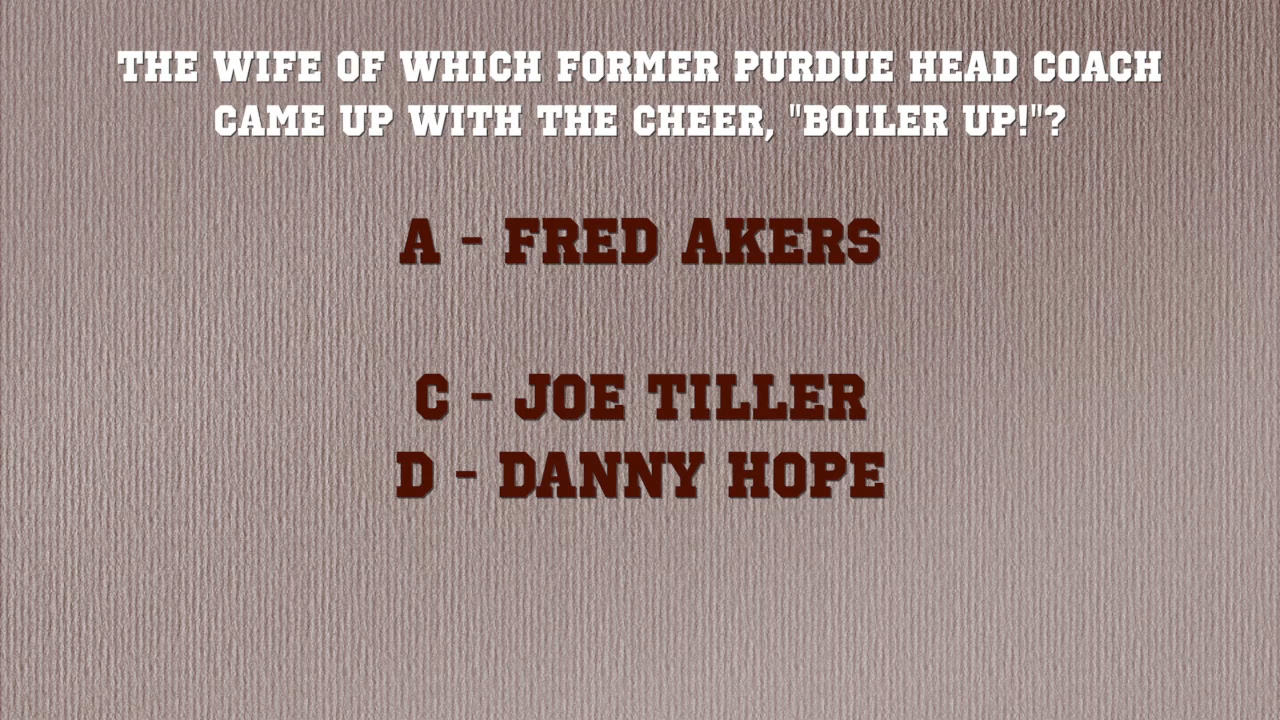 THE WIFE OF WHICH FORMER PURDUE HEAD COACH
CAME UP WITH THE CHEER, "BOILER UP!"?
A - FRED AKERS
C - JOE TILLER
D - DANNY HOPE